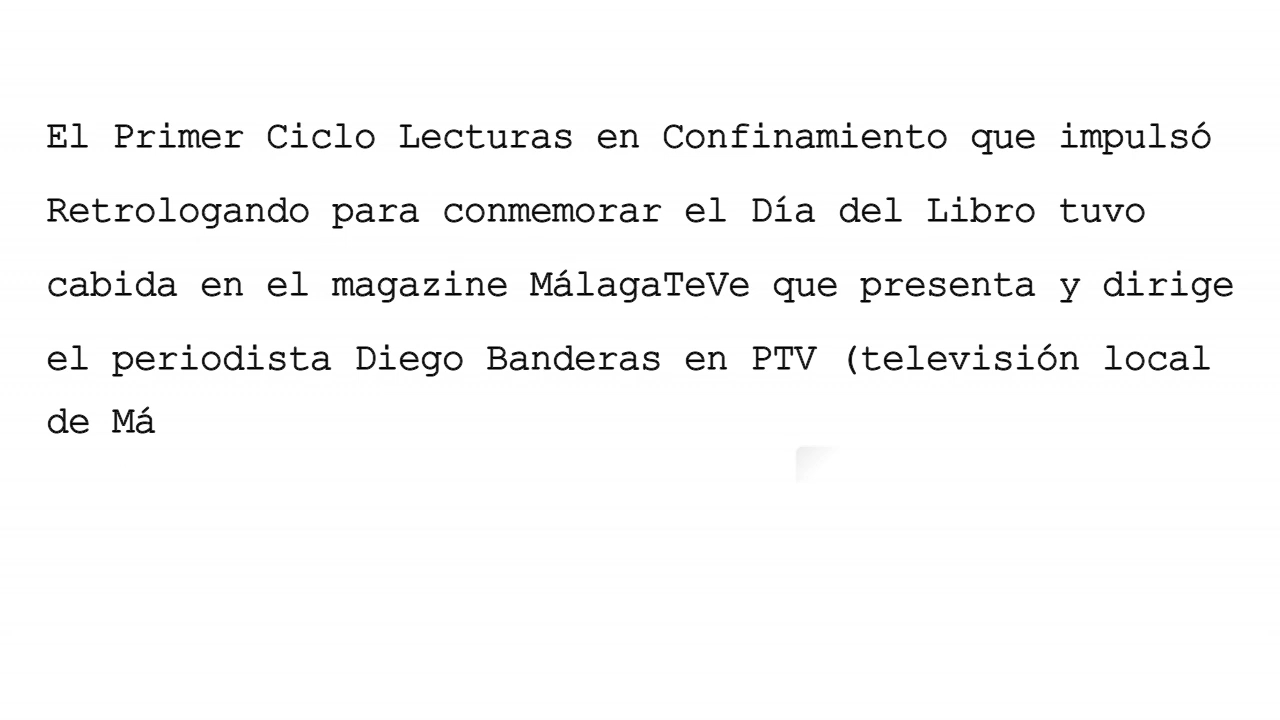 El Primer Ciclo Lecturas en Confinamiento que impulsó
Retrologando para conmemorar el Día del Libro tuvo
cabida en el magazine MálagaTeVe que presenta y dirige
el periodista Diego Banderas en PTV (televisión local
de Má